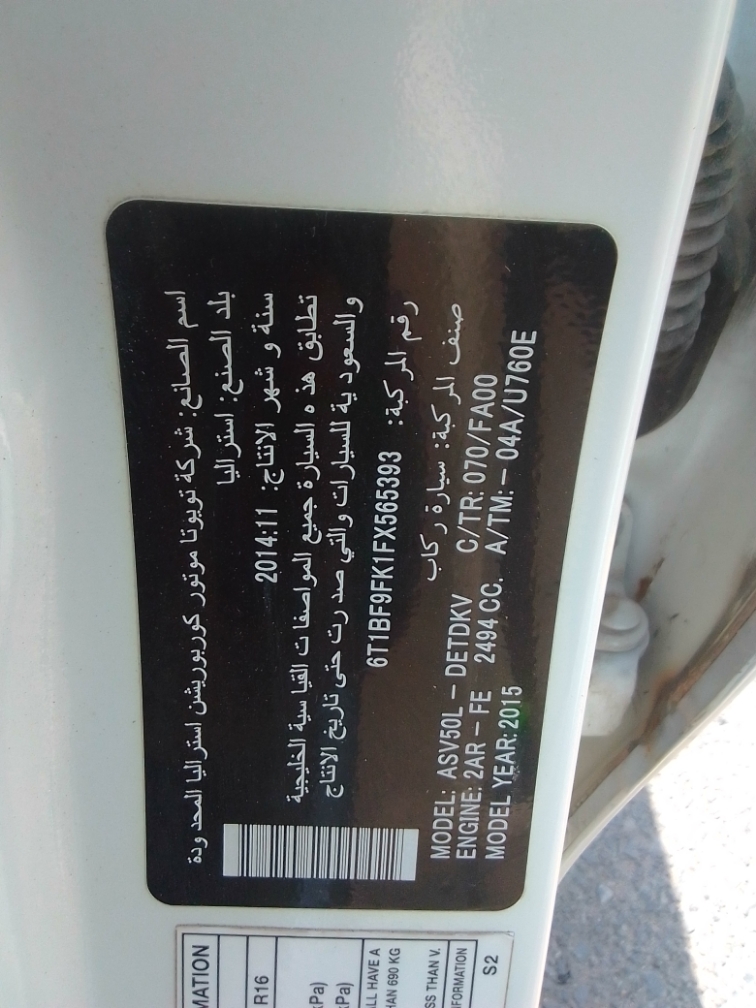 اسم الصانع: شركة تويوتا موتور كوربوريشن استراليا المحدودة
بلد الصنع: استراليا
سنة و شهر الانتاج: 2014:11
تطابق هذه السيارة جميع المواصفات القياسية الخليجية
والسعودية للسيارات والتي صدرت حتى تاريخ الانتاج
رقم المركبة: 6T1BF9FK1FX565393
صنف المركبة: سيارة ركاب
MODEL: ASV50L - DETDKV C/TR: 070/FA00
ENGINE: 2AR - FE 2494 CC. A/TM: - 04A/U760E
MODEL YEAR: 2015
MATION
R16
kPa)
ALL HAVE A
HAN 690 KG
SS THAN V.
FORMATION
S2